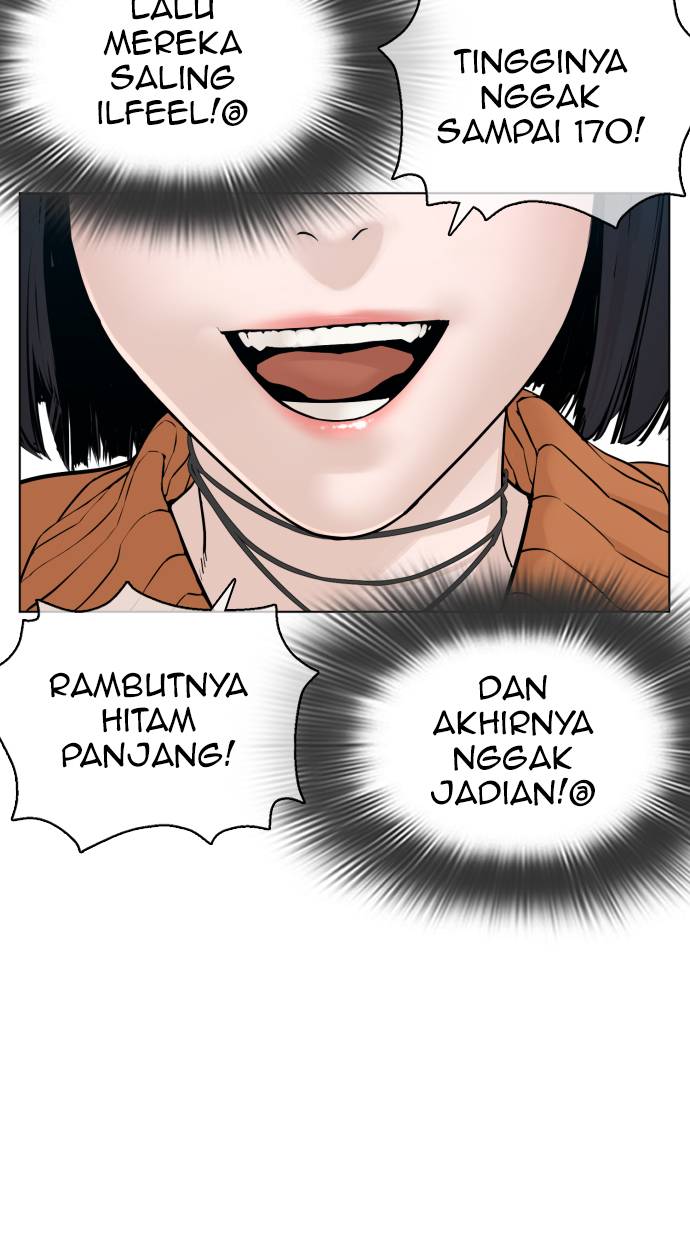 LALU
MEREKA
SALING
ILFEEL!ⓐ
TINGGINYA
NGGAK
SAMPAI 170!
RAMBUTNYA
HITAM
PANJANG!
DAN
AKHIRNYA
NGGAK
JADIAN!ⓐ